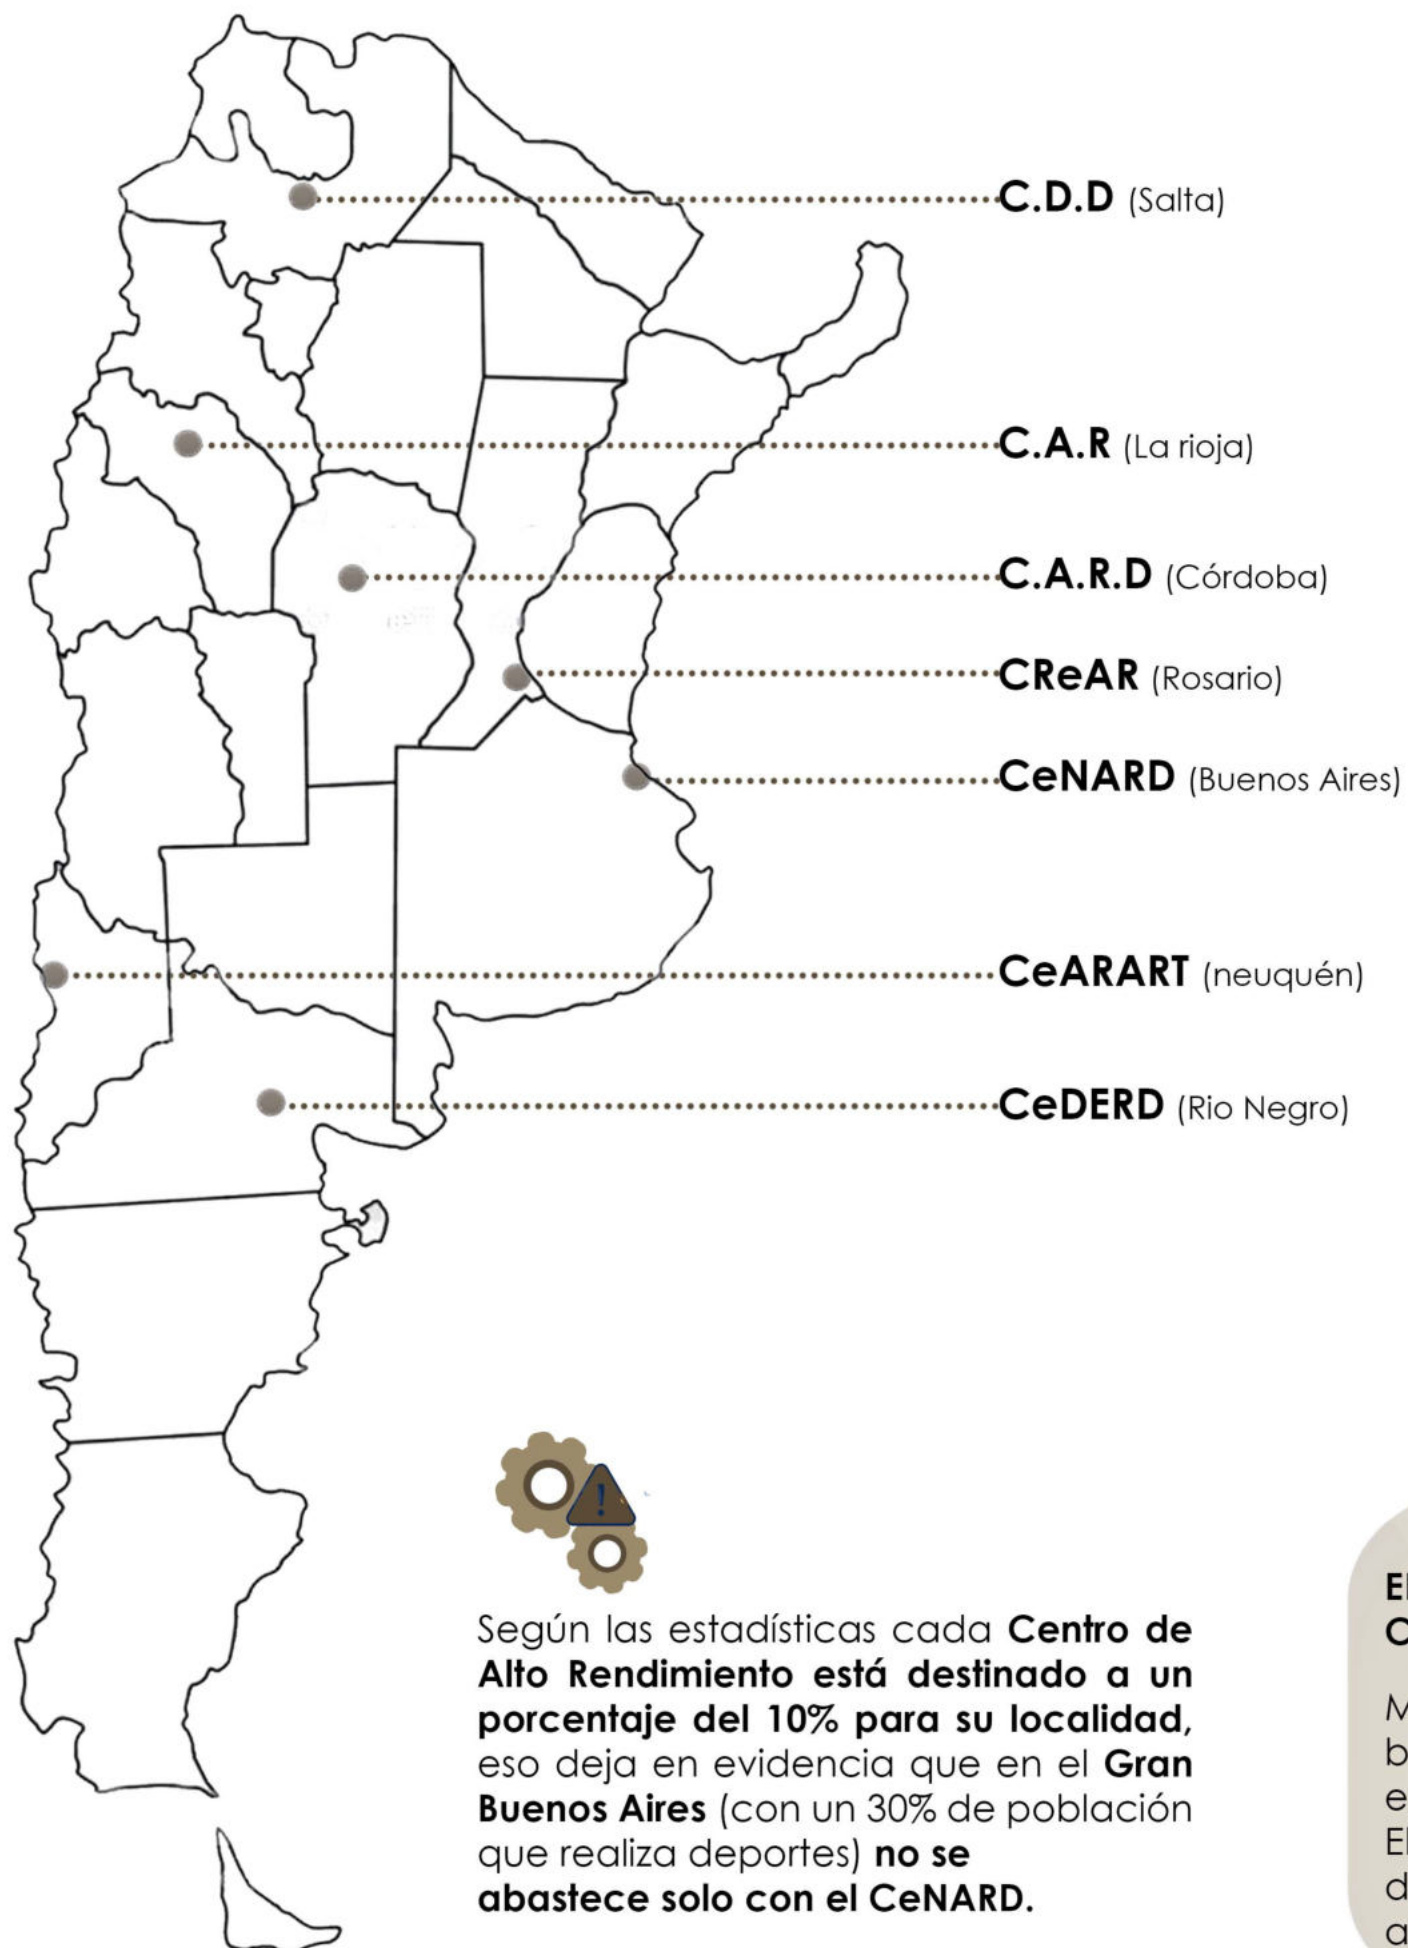 C.D.D (Salta)
C.A.R (La rioja)
C.A.R.D (Córdoba)
CReAR (Rosario)
CeNARD (Buenos Aires)
CeARART (neuquén)
CeDERD (Rio Negro)
!
Según las estadísticas cada Centro de
Alto Rendimiento está destinado a un
porcentaje del 10% para su localidad,
eso deja en evidencia que en el Gran
Buenos Aires (con un 30% de población
que realiza deportes) no se
abastece solo con el CeNARD.